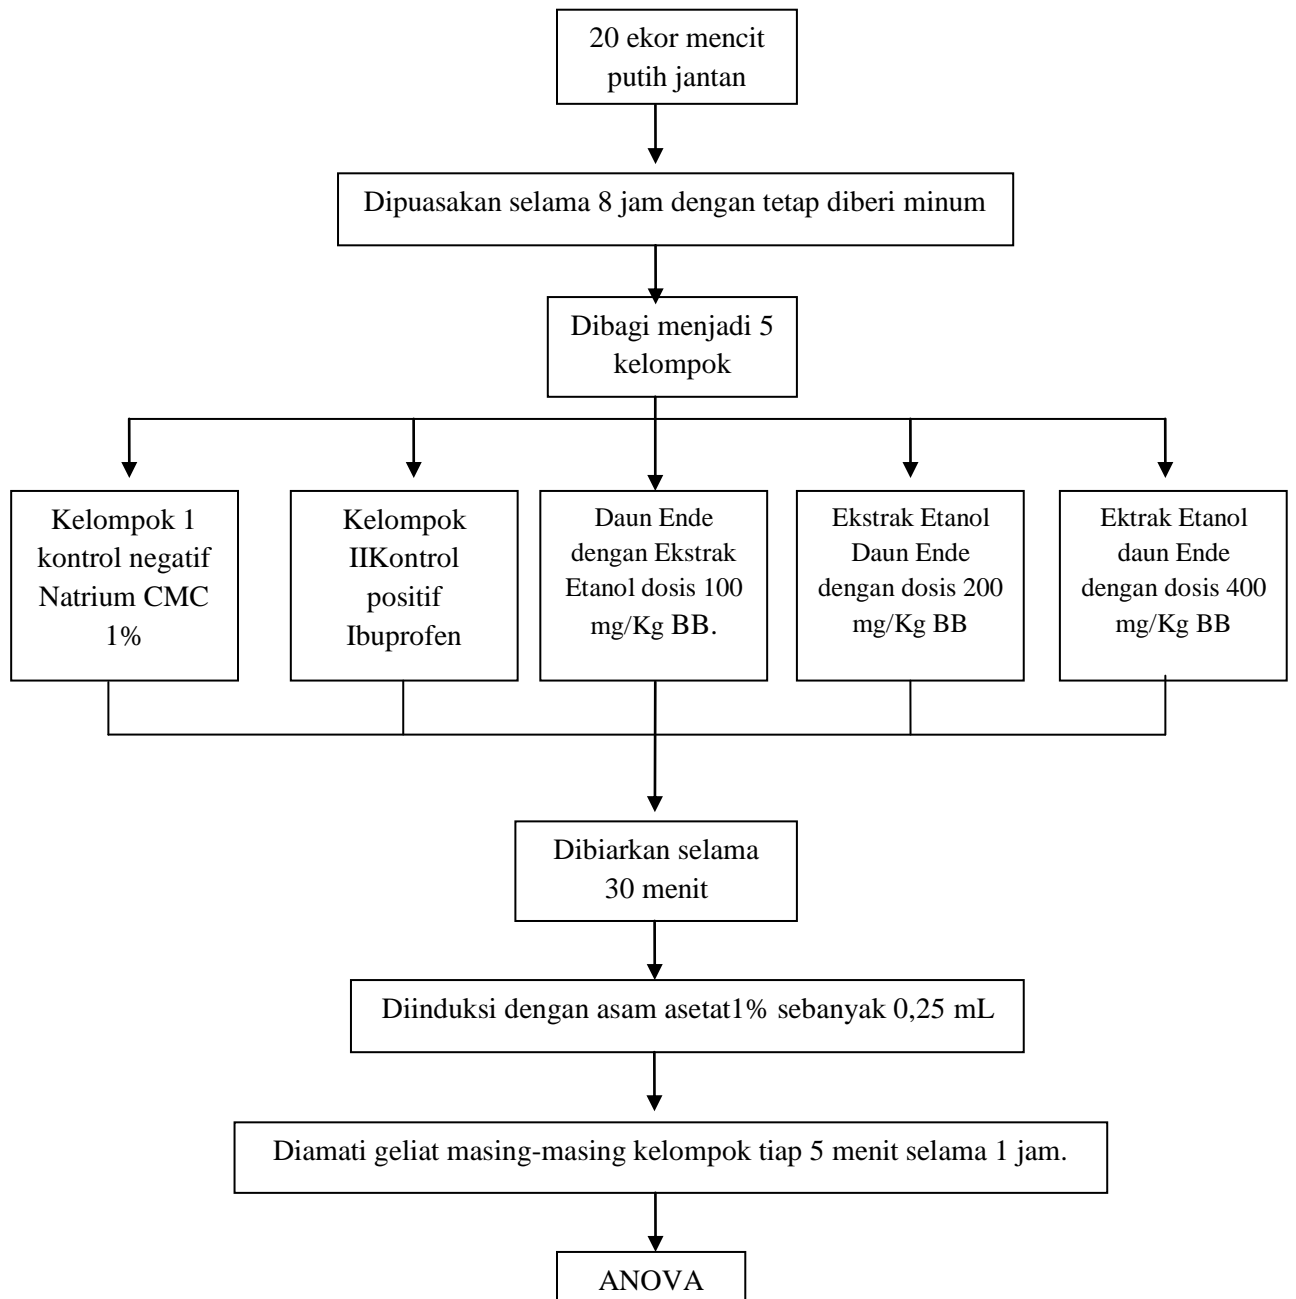 20 ekor mencit
putih jantan
Dipuasakan selama 8 jam dengan tetap diberi minum
Dibagi menjadi 5
kelompok
Kelompok 1
kontrol negatif
Natrium CMC
1%
Kelompok
IIKontrol
positif
Ibuprofen
Daun Ende
dengan Ekstrak
Etanol dosis 100
mg/Kg BB.
Ekstrak Etanol
Daun Ende
dengan dosis 200
mg/Kg BB
Ektrak Etanol
daun Ende
dengan dosis 400
mg/Kg BB
Dibiarkan selama
30 menit
Diinduksi dengan asam asetat1% sebanyak 0,25 mL
Diamati geliat masing-masing kelompok tiap 5 menit selama 1 jam.
ANOVA